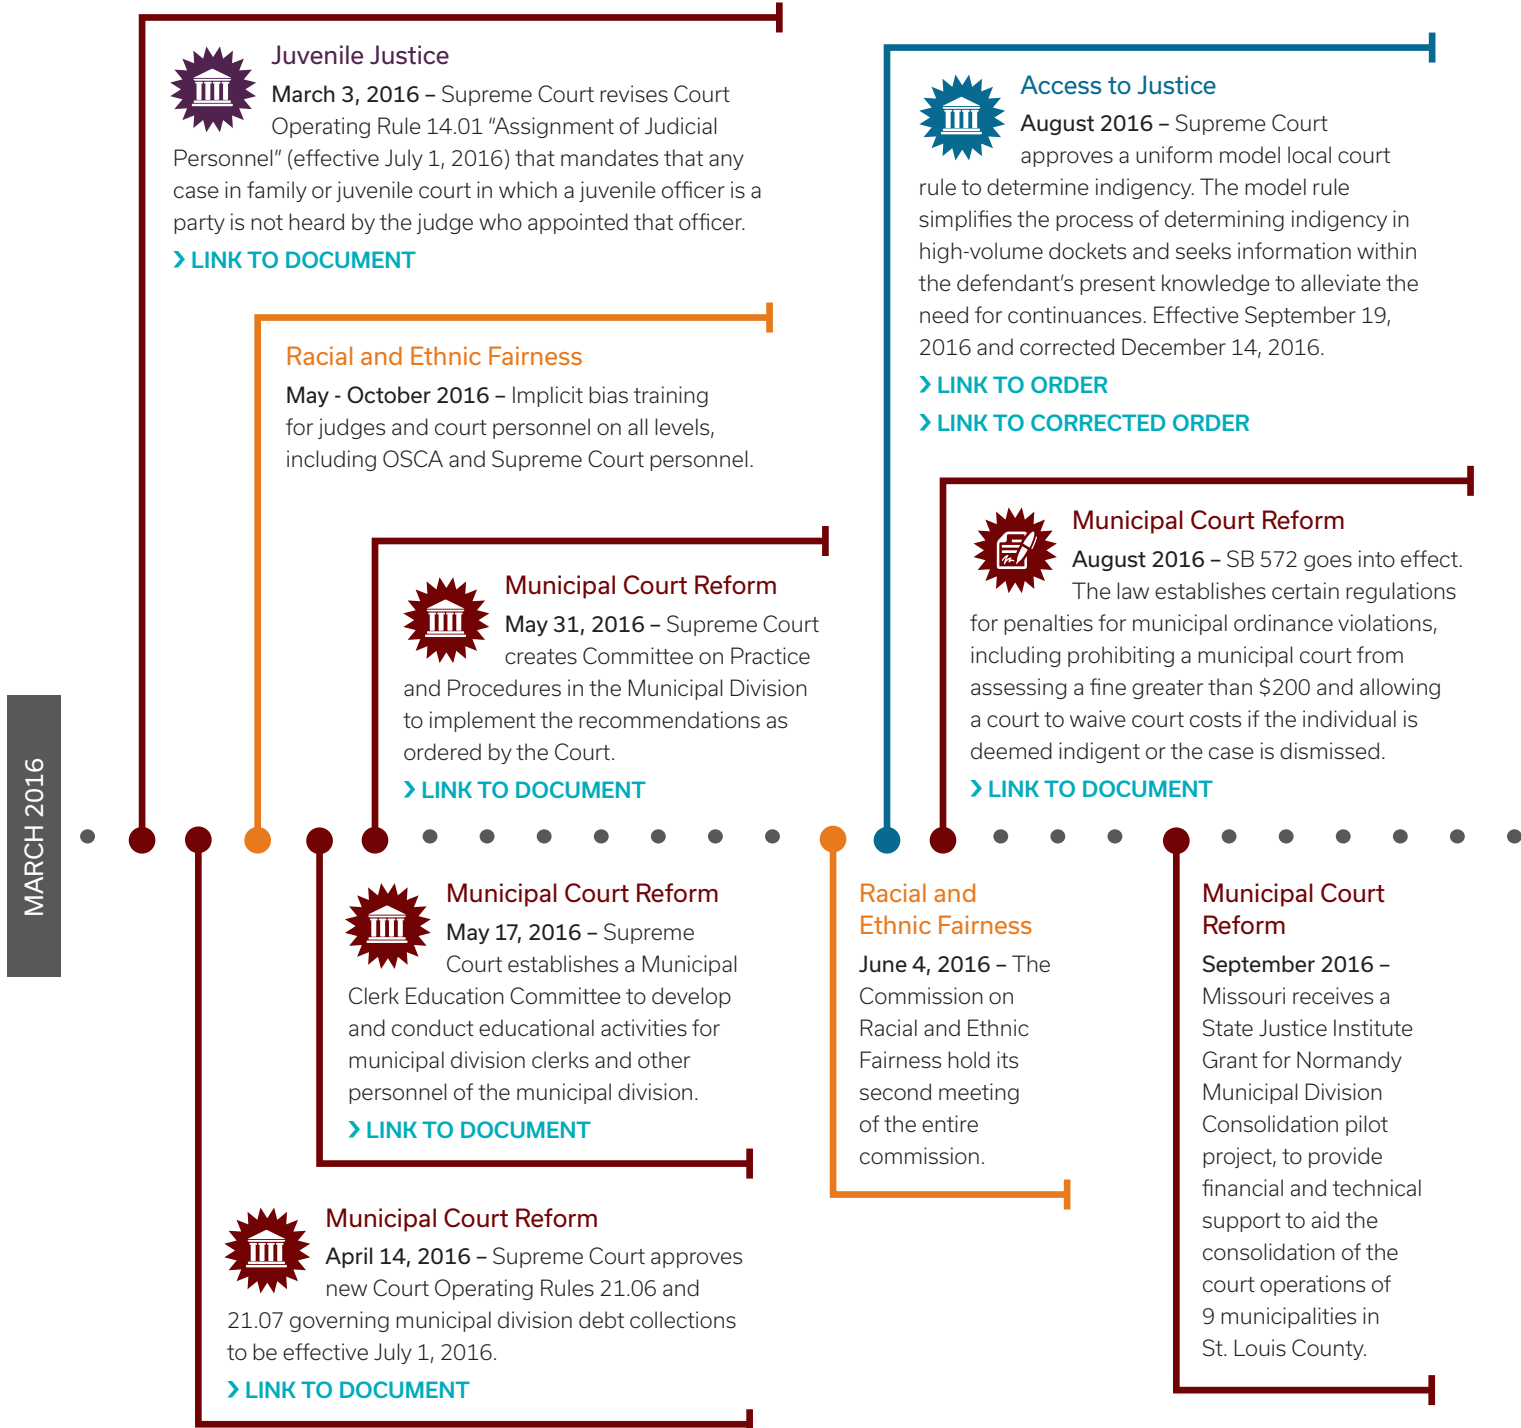 MARCH 2016
Juvenile Justice
March 3, 2016 – Supreme Court revises Court
Operating Rule 14.01 “Assignment of Judicial
Personnel” (effective July 1, 2016) that mandates that any
case in family or juvenile court in which a juvenile officer is a
party is not heard by the judge who appointed that officer.
› LINK TO DOCUMENT
Racial and Ethnic Fairness
May - October 2016 – Implicit bias training
for judges and court personnel on all levels,
including OSCA and Supreme Court personnel.
Municipal Court Reform
May 31, 2016 – Supreme Court
creates Committee on Practice
and Procedures in the Municipal Division
to implement the recommendations as
ordered by the Court.
› LINK TO DOCUMENT
Access to Justice
August 2016 – Supreme Court
approves a uniform model local court
rule to determine indigency. The model rule
simplifies the process of determining indigency in
high-volume dockets and seeks information within
the defendant’s present knowledge to alleviate the
need for continuances. Effective September 19,
2016 and corrected December 14, 2016.
› LINK TO ORDER
› LINK TO CORRECTED ORDER
Municipal Court Reform
August 2016 – SB 572 goes into effect.
The law establishes certain regulations
for penalties for municipal ordinance violations,
including prohibiting a municipal court from
assessing a fine greater than $200 and allowing
a court to waive court costs if the individual is
deemed indigent or the case is dismissed.
› LINK TO DOCUMENT
Municipal Court Reform
May 17, 2016 – Supreme
Court establishes a Municipal
Clerk Education Committee to develop
and conduct educational activities for
municipal division clerks and other
personnel of the municipal division.
› LINK TO DOCUMENT
Municipal Court Reform
April 14, 2016 – Supreme Court approves
new Court Operating Rules 21.06 and
21.07 governing municipal division debt collections
to be effective July 1, 2016.
› LINK TO DOCUMENT
Racial and
Ethnic Fairness
June 4, 2016 – The
Commission on
Racial and Ethnic
Fairness hold its
second meeting
of the entire
commission.
Municipal Court
Reform
September 2016 –
Missouri receives a
State Justice Institute
Grant for Normandy
Municipal Division
Consolidation pilot
project, to provide
financial and technical
support to aid the
consolidation of the
court operations of
9 municipalities in
St. Louis County.